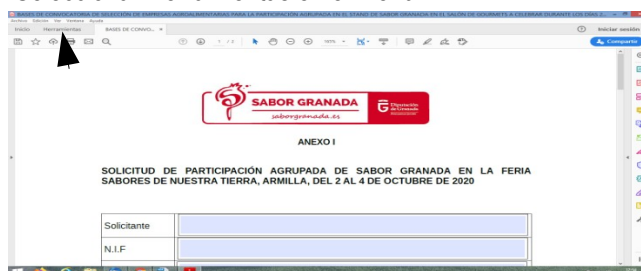 BASES DE CONVOCATORIA DE SELECCIÓN DE EMPRESAS AGROALIMENTARIAS PARA LA PARTICIPACIÓN AGRUPADA EN EL STAND DE SABOR GRANADA EN EL SALÓN DE GOURMETS A CELEBRAR DURANTE LOS DÍAS
Archivo Edición Ver Ventana Ayuda
Inicio Herramientas BASES DE CONVO... × Iniciar sesión
Compartir
SABOR GRANADA
saborgranada.es
Diputación de Granada
ANEXO I
SOLICITUD DE PARTICIPACIÓN AGRUPADA DE SABOR GRANADA EN LA FERIA
SABORES DE NUESTRA TIERRA, ARMILLA, DEL 2 AL 4 DE OCTUBRE DE 2020
Solicitante
N.I.F